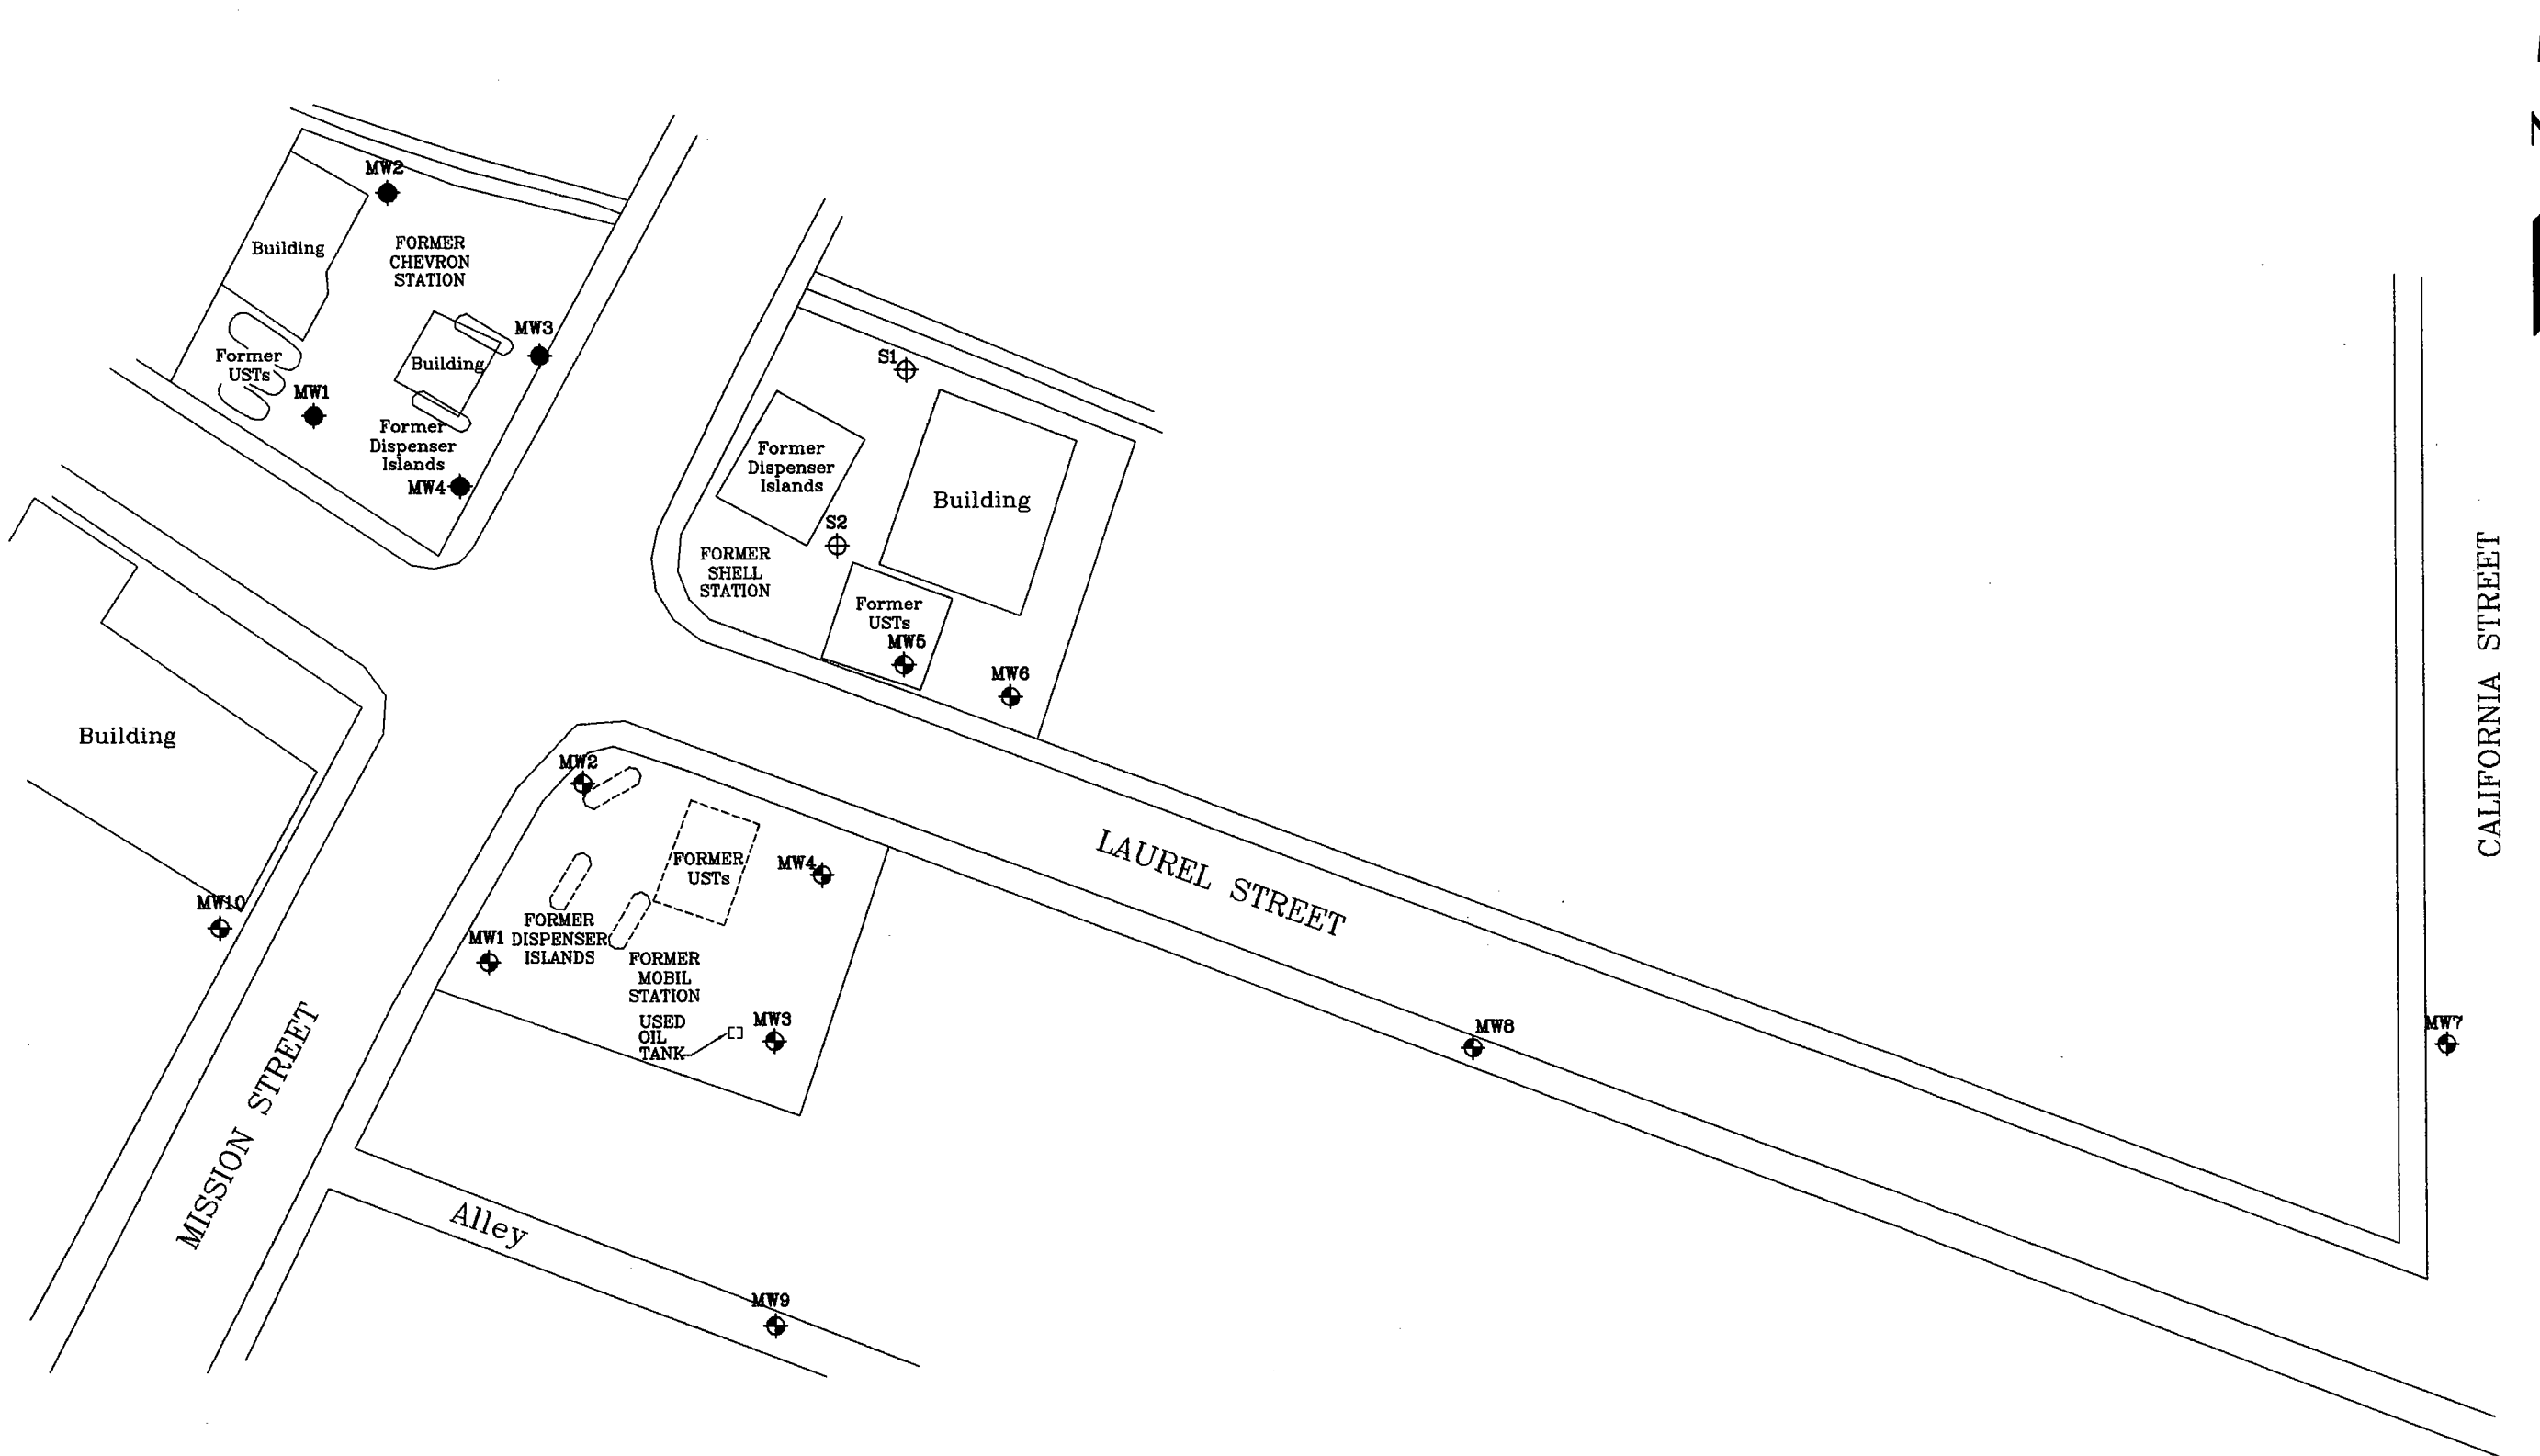 MW2
Building
FORMER
CHEVRON
STATION
MW3
Building
Former
USTs
MW1
Former
Dispenser
Islands
MW4
S1
Former
Dispenser
Islands
Building
S2
FORMER
SHELL
STATION
Former
USTs
MW5
MW6
CALIFORNIA STREET
Building
MW2
FORMER
USTs
MW4
LAUREL STREET
MW10
MW1
FORMER
DISPENSER
ISLANDS
FORMER
MOBIL
STATION
USED
OIL
TANK
MW3
MW8
MW7
MISSION STREET
Alley
MW9